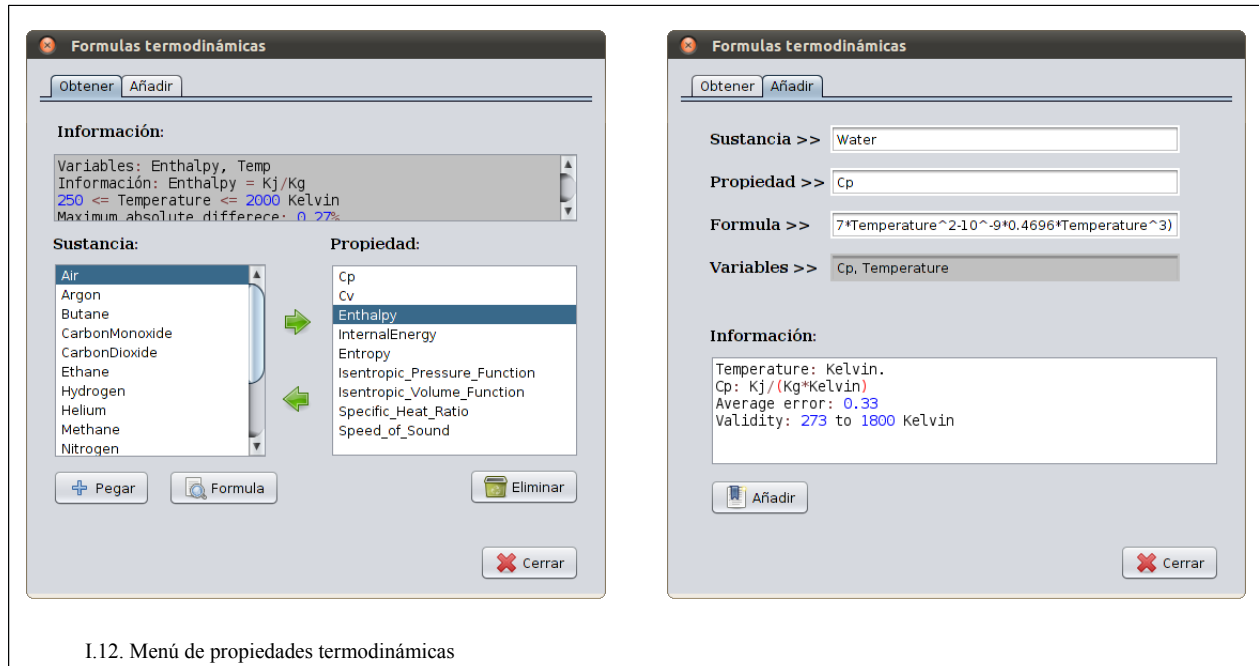 Formulas termodinámicas
Obtener Añadir
Información:
Variables: Enthalpy, Temp
Información: Enthalpy = Kj/Kg
250 <= Temperature <= 2000 Kelvin
Maximum absolute differece: 0.27%
Sustancia:
Air
Argon
Butane
CarbonMonoxide
CarbonDioxide
Ethane
Hydrogen
Helium
Methane
Nitrogen
Propiedad:
Cp
Cv
Enthalpy
InternalEnergy
Entropy
Isentropic_Pressure_Function
Isentropic_Volume_Function
Specific_Heat_Ratio
Speed_of_Sound
Pegar Formula Eliminar
Cerrar
Formulas termodinámicas
Obtener Añadir
Sustancia >> Water
Propiedad >> Cp
Formula >> 7*Temperature^2-10^-9*0.4696*Temperature^3)
Variables >> Cp, Temperature
Información:
Temperature: Kelvin.
Cp: Kj/(Kg*Kelvin)
Average error: 0.33
Validity: 273 to 1800 Kelvin
Añadir
Cerrar
I.12. Menú de propiedades termodinámicas